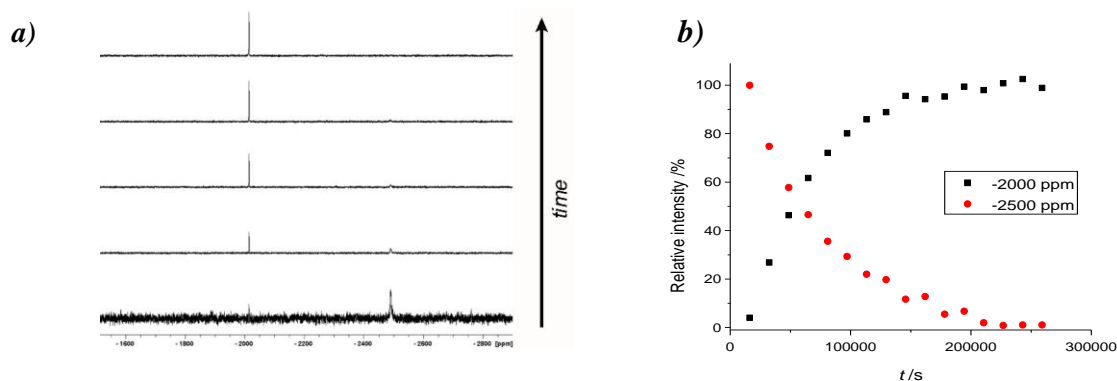 a)
-1600 -1800 -2000 -2200 -2400 -2600 -2800 [ppm]
time
b)
Relative intensity /%
100
80
60
40
20
0
-2000 ppm
-2500 ppm
0 100000 200000 300000
t /s